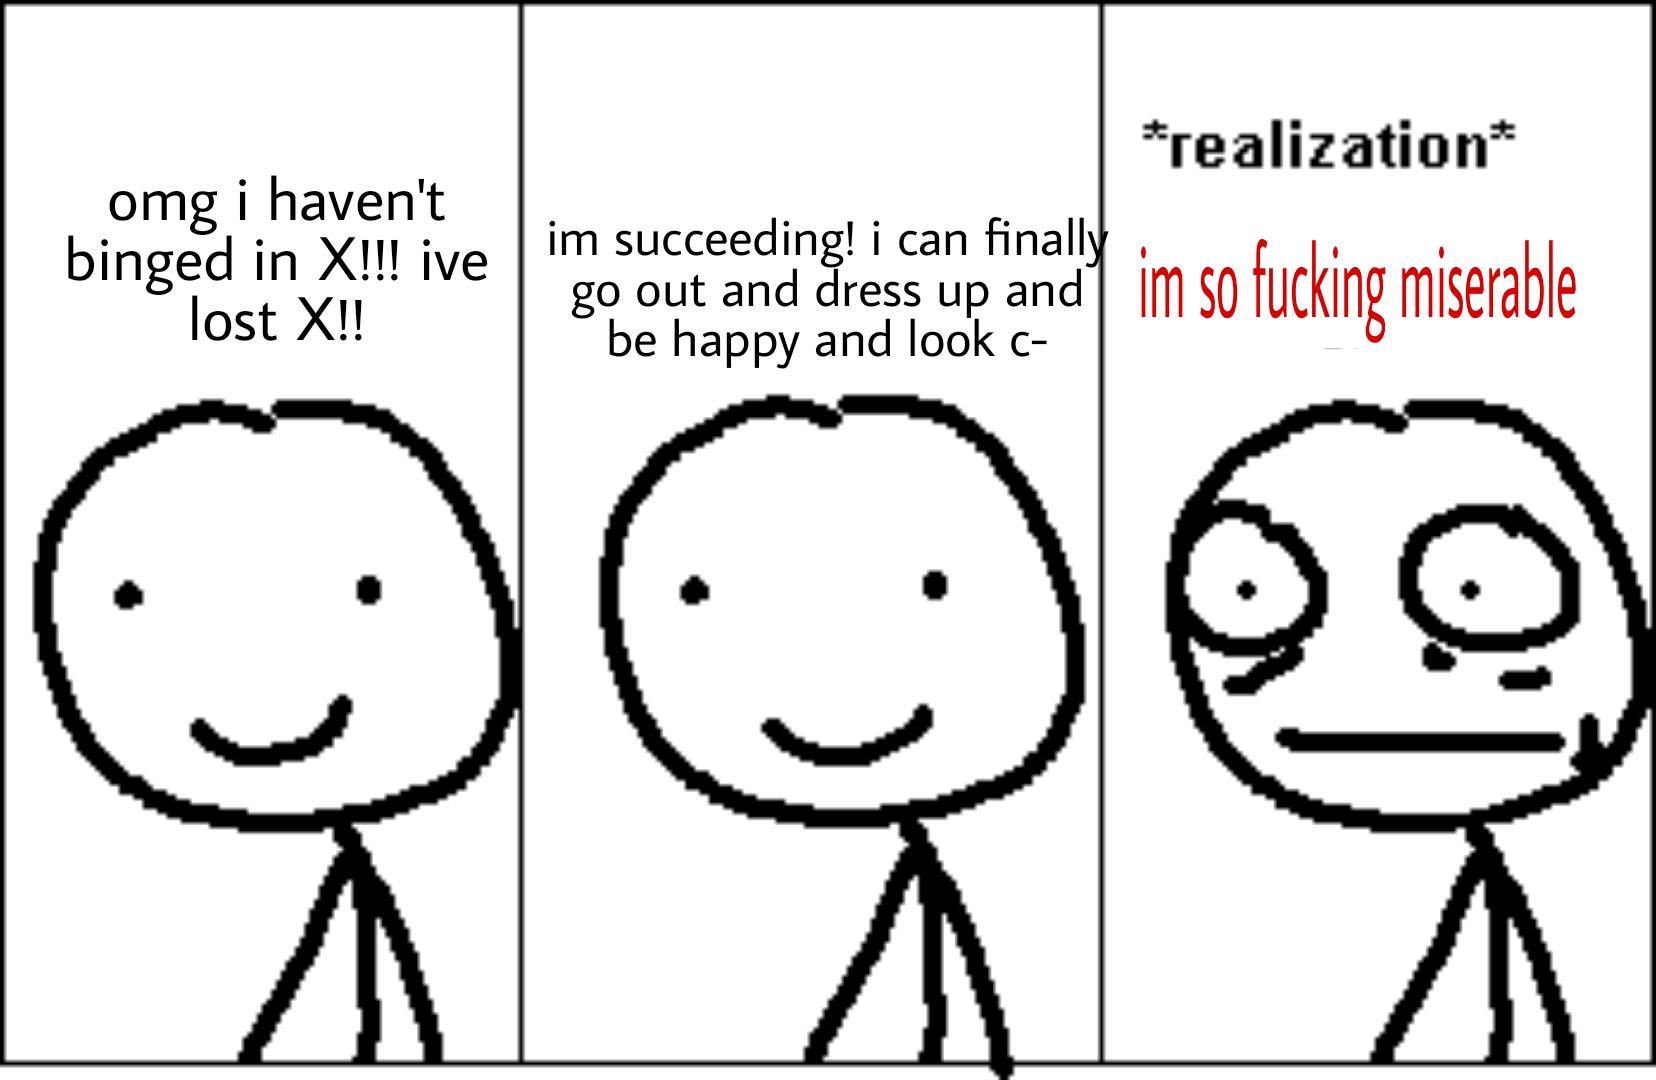 omg i haven't
binged in X!!! ive
lost X!!
im succeeding! i can finally
go out and dress up and
be happy and look c-
*realization*
im so fucking miserable